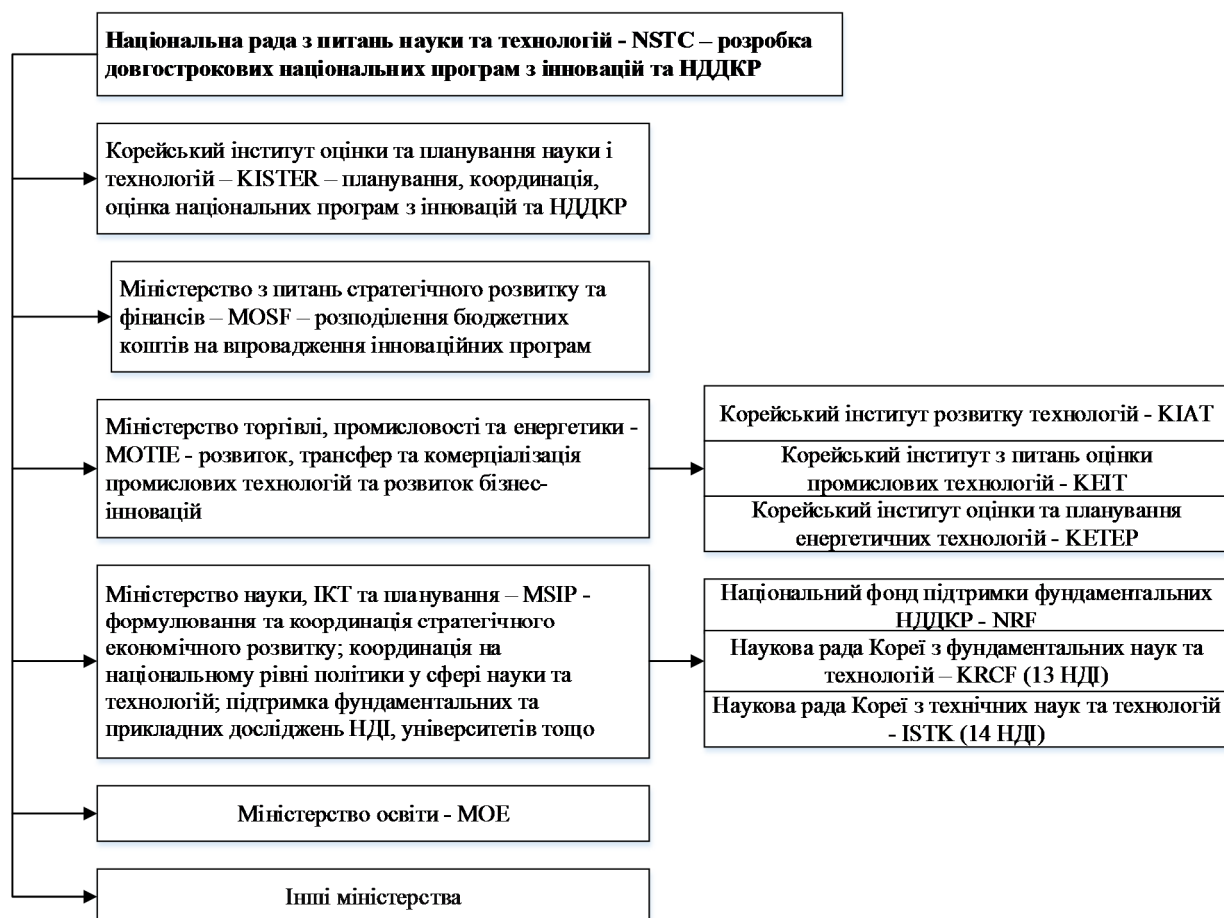 Національна рада з питань науки та технологій - NSTC – розробка
довгострокових національних програм з інновацій та НДДКР
Корейський інститут оцінки та планування науки і
технологій – KISTER – планування, координація,
оцінка національних програм з інновацій та НДДКР
Міністерство з питань стратегічного розвитку та
фінансів – MOSF – розподілення бюджетних
коштів на впровадження інноваційних програм
Міністерство торгівлі, промисловості та енергетики -
MOTIE - розвиток, трансфер та комерціалізація
промислових технологій та розвиток бізнес-
інновацій
Корейський інститут розвитку технологій - KIAT
Корейський інститут з питань оцінки
промислових технологій - KEIT
Корейський інститут оцінки та планування
енергетичних технологій - KETEP
Міністерство науки, ІКТ та планування – MSIP -
формулювання та координація стратегічного
економічного розвитку; координація на
національному рівні політики у сфері науки та
технологій; підтримка фундаментальних та
прикладних досліджень НДІ, університетів тощо
Національний фонд підтримки фундаментальних
НДДКР - NRF
Наукова рада Кореї з фундаментальних наук та
технологій – KRCF (13 НДІ)
Наукова рада Кореї з технічних наук та технологій
- ISTK (14 НДІ)
Міністерство освіти - MOE
Інші міністерства